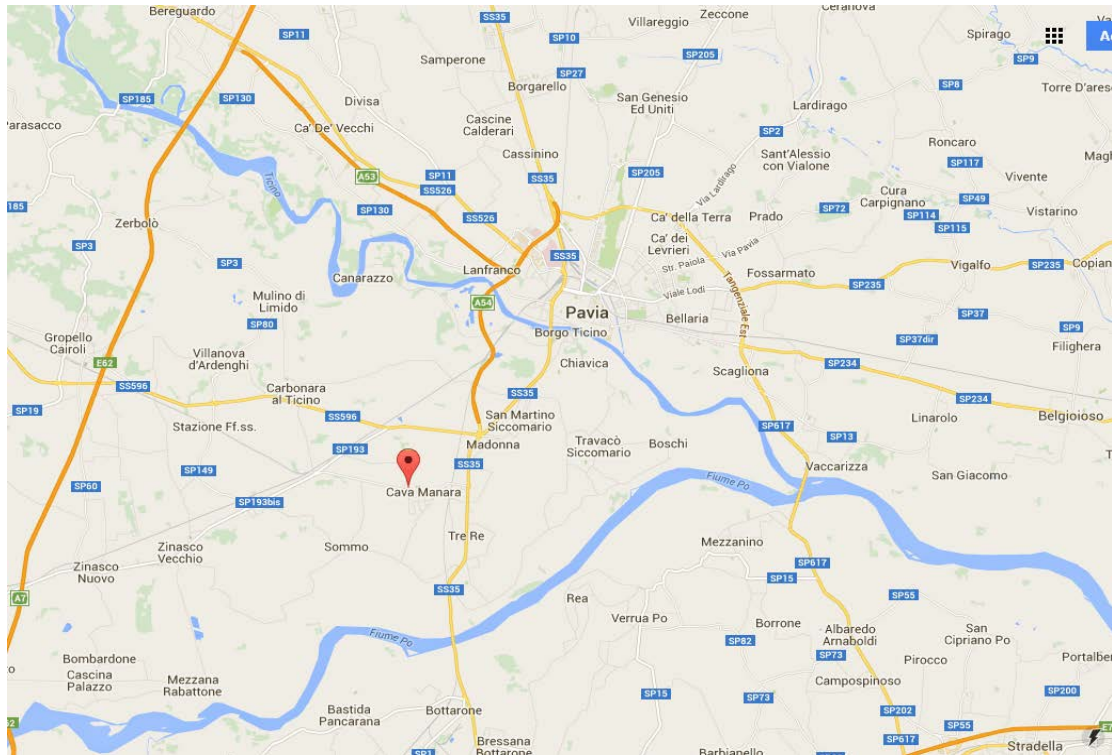 Bereguardo
SP11
SS35
SP10
Villareggio
Zeccone
Ceranova
Spirago
SP9
SP205
Samperone
SP27
Borgarello
San Genesio
Ed Uniti
SP8
SP185
SP130
Divisa
Lardirago
Parasacco
Ca' De' Vecchi
Cascine
Calderari
SP2
Roncaro
Cassinino
Sant'Alessio
con Vialone
SP117
Ticino
A53
SP11
SS35
SP205
Via Lardirago
Vivente
SS526
Cura
Carpignano
SP49
SP130
SS526
Ca' della Terra
Prado
SP72
SP114
Vistarino
Zerbolò
SP115
SP3
Ca' dei
Levrieri
Via Pavia
SP3
Lanfranco
SS35
Str. Paiola
Vigalfo
SP235
Canarazzo
Fossarmato
SP235
Mulino di
Limido
A54
Viale Lodi
Tangenziale Est
SP80
Pavia
Bellaria
SP37
Gropello
Cairoli
Borgo Ticino
SP37dir
SP9
Villanova
d'Ardenghi
Filighera
E62
Chiavica
SP234
Scagliona
SS596
Carbonara
al Ticino
SS35
SP234
SP19
SS596
San Martino
Siccomario
Linarolo
Belgioioso
Stazione Ff.ss.
SP617
Madonna
Travacò
Siccomario
Boschi
SP13
SP193
SS35
Vaccarizza
SP149
San Giacomo
SP60
Cava Manara
Fiume Po
SP193bis
Tre Re
Mezzanino
Zinasco
Vecchio
Sommo
Zinasco
Nuovo
SP617
SP15
A7
SS35
Rea
SP55
Verrua Po
Borrone
Albaredo
Arnaboldi
San
Cipriano Po
Fiume Po
SP82
SP73
Bombardone
Pirocco
Cascina
Palazzo
Mezzana
Rabattone
Campospinoso
SP15
SP73
SP200
Bastida
Pancarana
Bottarone
SP202
SP55
SP617
Bressana
Bottarone
SP1
Barbianello
Stradella